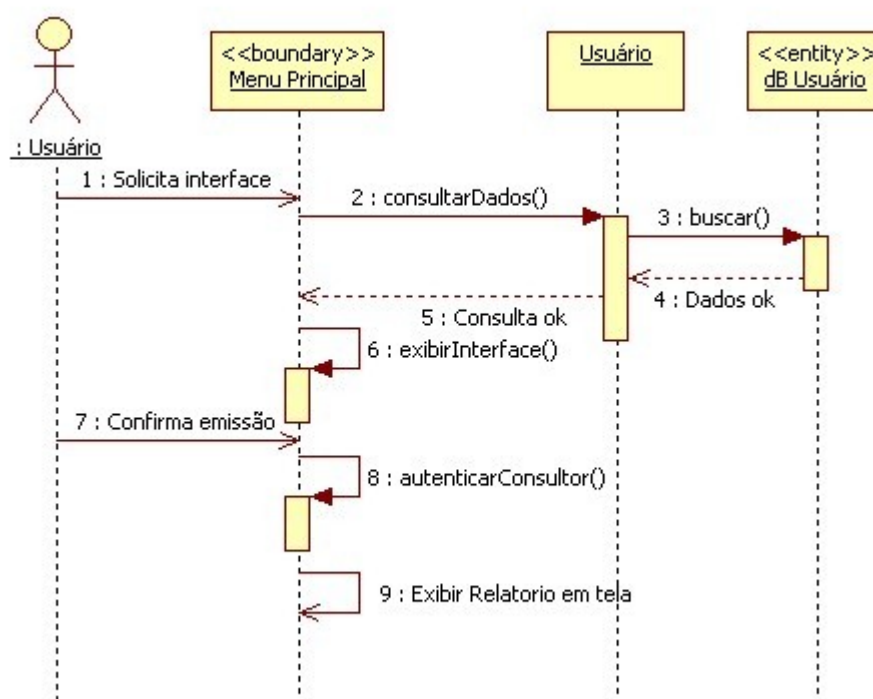 <<boundary>>
Menu Principal
Usuário
<<entity>>
dB Usuário
: Usuário
1 : Solicita interface
2 : consultarDados()
3 : buscar()
4 : Dados ok
5 : Consulta ok
6 : exibirInterface()
7 : Confirma emissão
8 : autenticarConsultor()
9 : Exibir Relatorio em tela